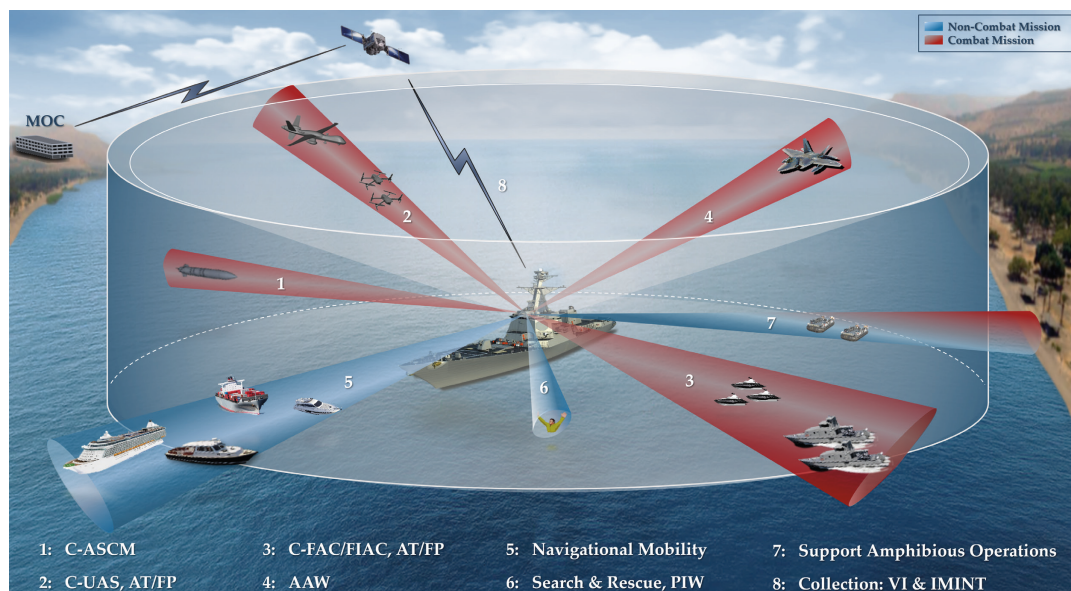 Non-Combat Mission
Combat Mission
MOC
8
2
4
1
7
5
3
6
1: C-ASCM
3: C-FAC/FIAC, AT/FP
5: Navigational Mobility
7: Support Amphibious Operations
2: C-UAS, AT/FP
4: AAW
6: Search & Rescue, PIW
8: Collection: VI & IMINT